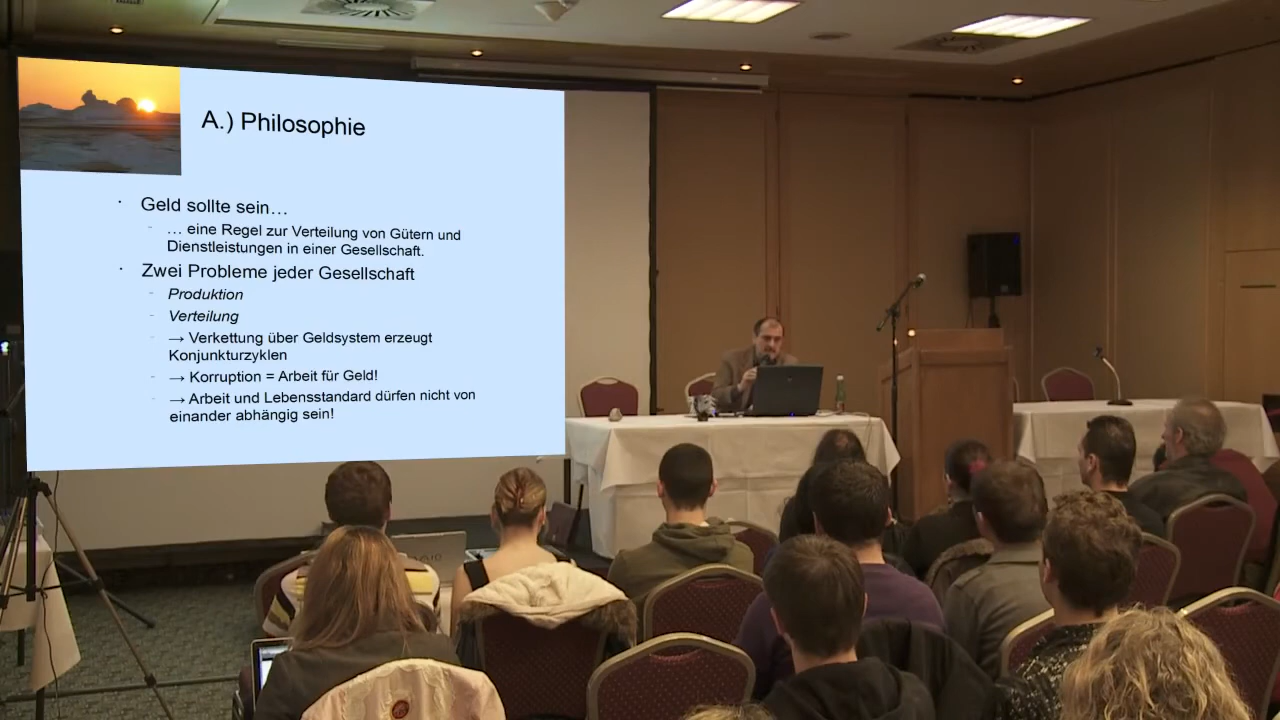 A.) Philosophie
· Geld sollte sein…
- … eine Regel zur Verteilung von Gütern und
Dienstleistungen in einer Gesellschaft.
· Zwei Probleme jeder Gesellschaft
- Produktion
- Verteilung
- → Verkettung über Geldsystem erzeugt
Konjunkturzyklen
- → Korruption = Arbeit für Geld!
- → Arbeit und Lebensstandard dürfen nicht von
einander abhängig sein!